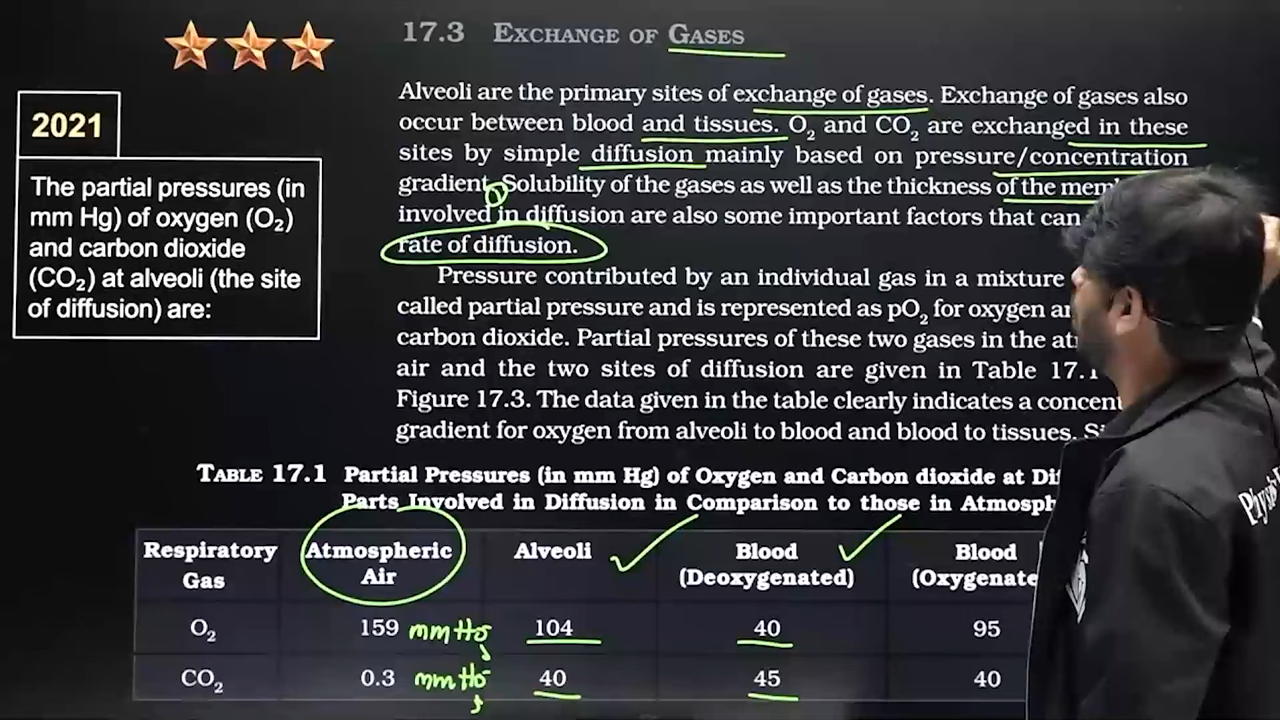 17.3 EXCHANGE OF GASES
Alveoli are the primary sites of exchange of gases. Exchange of gases also
occur between blood and tissues. O₂ and CO₂ are exchanged in these
sites by simple diffusion mainly based on pressure/concentration
gradient. Solubility of the gases as well as the thickness of the
involved in diffusion are also some important factors that can
rate of diffusion.
Pressure contributed by an individual gas in a mixture
called partial pressure and is represented as pO₂ for oxygen
carbon dioxide. Partial pressures of these two gases in the
air and the two sites of diffusion are given in Table 17.1
Figure 17.3. The data given in the table clearly indicates a
gradient for oxygen from alveoli to blood and blood to tissues.
2021
The partial pressures (in
mm Hg) of oxygen (O₂)
and carbon dioxide
(CO₂) at alveoli (the site
of diffusion) are:
TABLE 17.1 Partial Pressures (in mm Hg) of Oxygen and Carbon dioxide at
Parts Involved in Diffusion in Comparison to those in
Respiratory Gas Atmospheric Air Alveoli Blood (Deoxygenated) Blood
O₂ 159 mmHg 104 40 95
CO₂ 0.3 mmHg 40 45 40